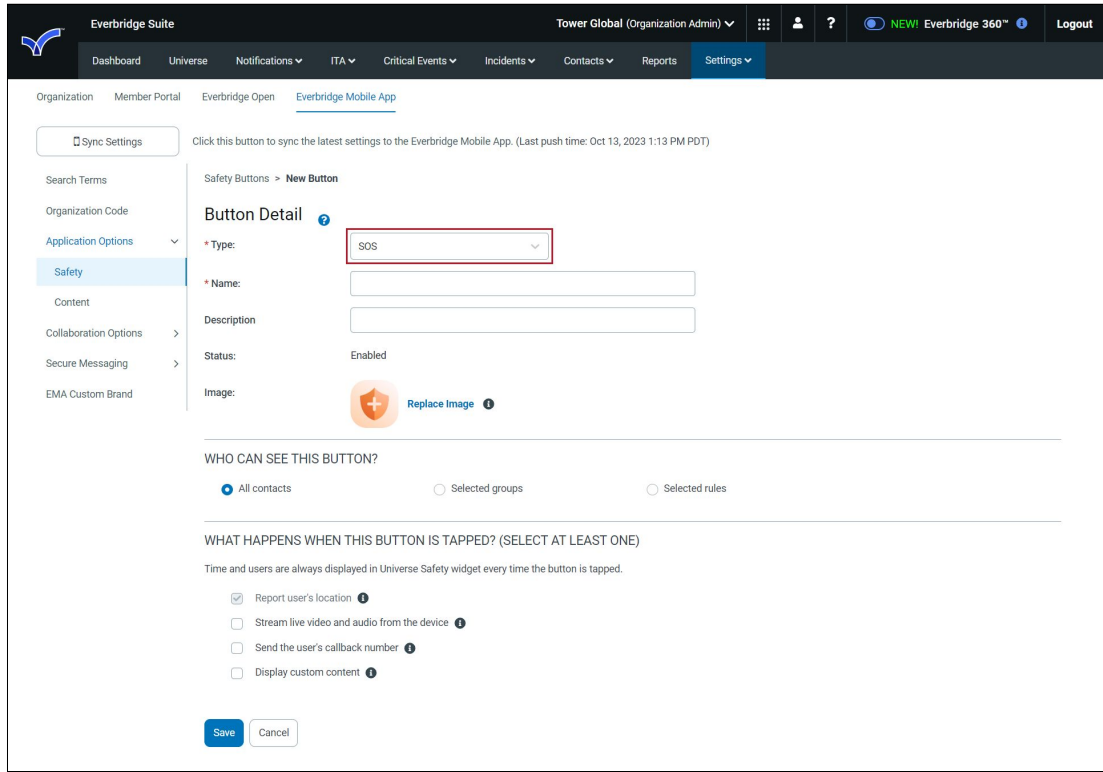 Everbridge Suite
Tower Global (Organization Admin)
?
NEW! Everbridge 360™
Logout
Dashboard Universe Notifications ITA Critical Events Incidents Contacts Reports Settings
Organization Member Portal Everbridge Open Everbridge Mobile App
Sync Settings
Click this button to sync the latest settings to the Everbridge Mobile App. (Last push time: Oct 13, 2023 1:13 PM PDT)
Search Terms
Organization Code
Application Options
Safety
Content
Collaboration Options
Secure Messaging
EMA Custom Brand
Safety Buttons > New Button
Button Detail ?
* Type: SOS
* Name:
Description
Status: Enabled
Image: Replace Image
WHO CAN SEE THIS BUTTON?
All contacts Selected groups Selected rules
WHAT HAPPENS WHEN THIS BUTTON IS TAPPED? (SELECT AT LEAST ONE)
Time and users are always displayed in Universe Safety widget every time the button is tapped.
Report user's location
Stream live video and audio from the device
Send the user's callback number
Display custom content
Save Cancel